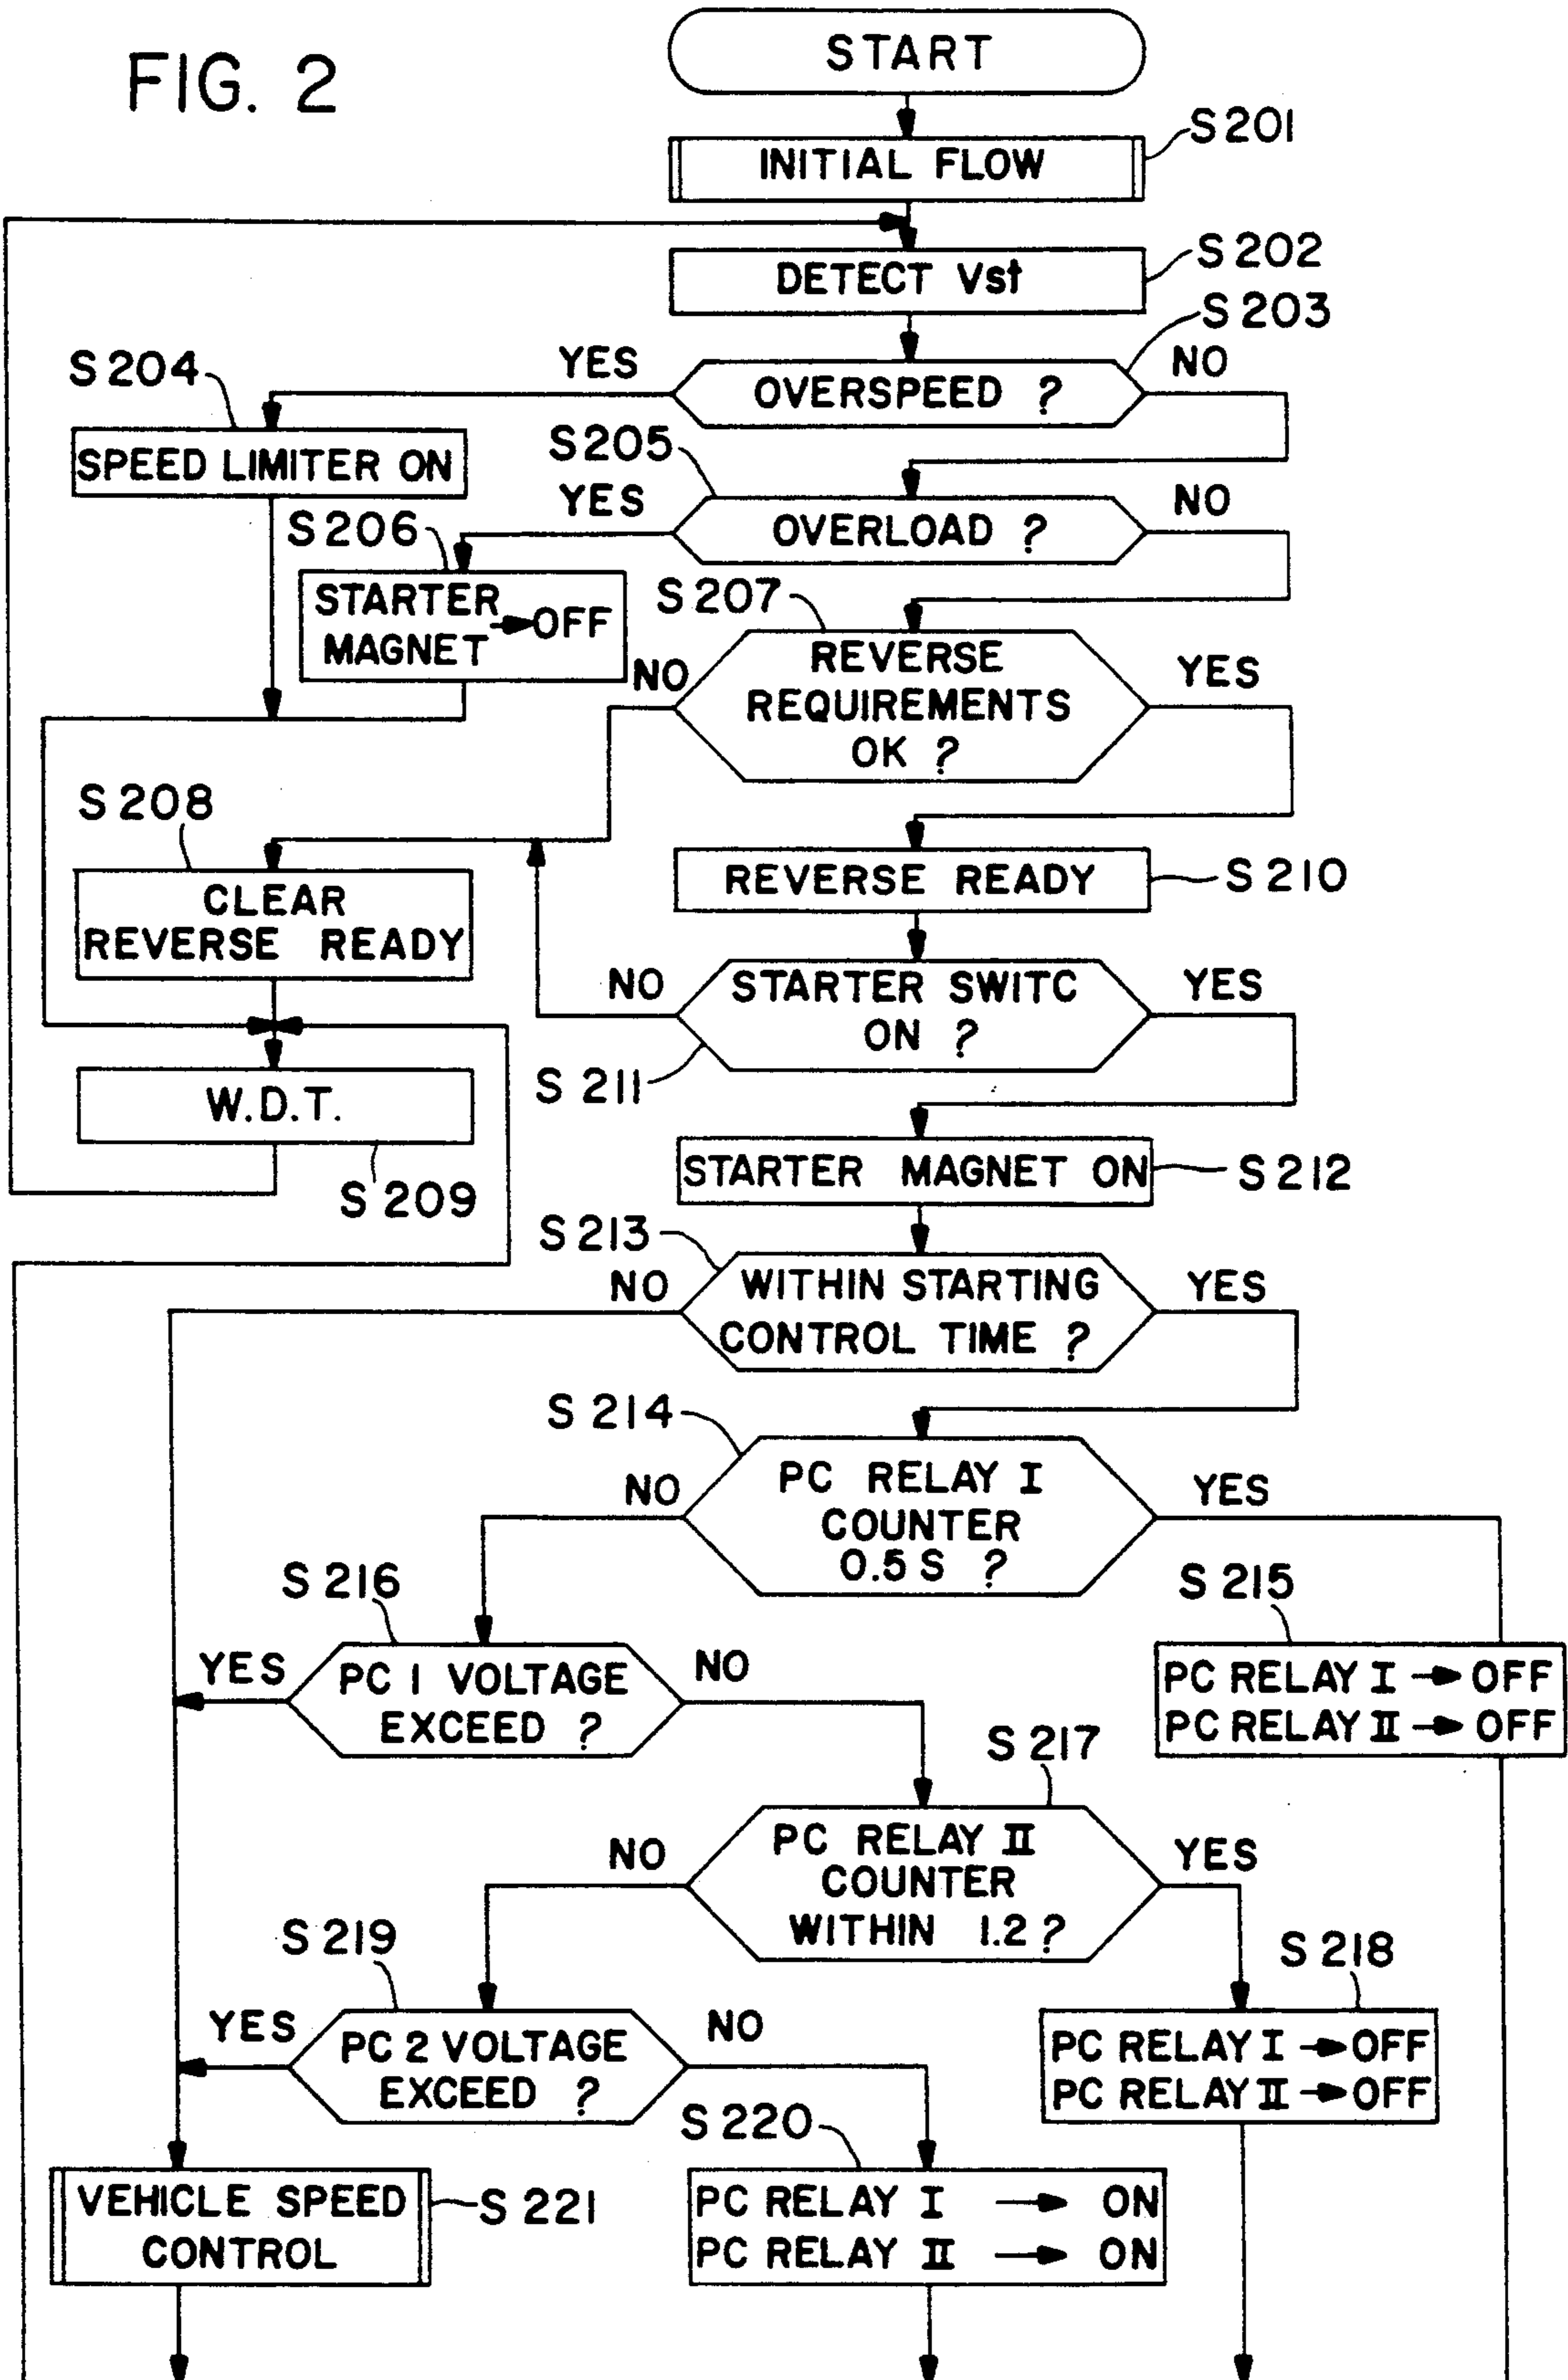 FIG. 2
START
INITIAL FLOW
S201
DETECT Vst
S202
S203
OVERSPEED ?
YES
NO
S204
SPEED LIMITER ON
S205
OVERLOAD ?
YES
NO
S206
STARTER
MAGNET → OFF
S207
REVERSE
REQUIREMENTS
OK ?
NO
YES
S208
CLEAR
REVERSE READY
REVERSE READY
S210
STARTER SWITC
ON ?
NO
YES
S211
W.D.T.
S209
STARTER MAGNET ON
S212
S213
WITHIN STARTING
CONTROL TIME ?
NO
YES
S214
PC RELAY I
COUNTER
0.5 S ?
NO
YES
S215
PC RELAY I → OFF
PC RELAY II → OFF
S216
PC 1 VOLTAGE
EXCEED ?
YES
NO
S217
PC RELAY II
COUNTER
WITHIN 1.2 ?
NO
YES
S218
PC RELAY I → OFF
PC RELAY II → OFF
S219
PC 2 VOLTAGE
EXCEED ?
YES
NO
S220
PC RELAY I → ON
PC RELAY II → ON
VEHICLE SPEED
CONTROL
S221